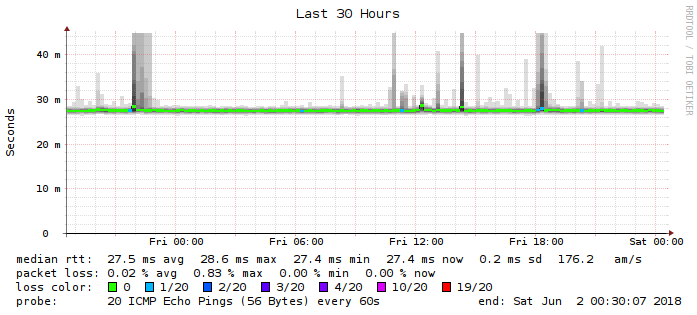 Last 30 Hours
RRDTOOL / TOBI OETIKER
Seconds
40 m
30 m
20 m
10 m
0
Fri 00:00 Fri 06:00 Fri 12:00 Fri 18:00 Sat 00:00
median rtt: 27.5 ms avg 28.6 ms max 27.4 ms min 27.4 ms now 0.2 ms sd 176.2 am/s
packet loss: 0.02 % avg 0.83 % max 0.00 % min 0.00 % now
loss color: 0 1/20 2/20 3/20 4/20 10/20 19/20
probe: 20 ICMP Echo Pings (56 Bytes) every 60s end: Sat Jun 2 00:30:07 2018